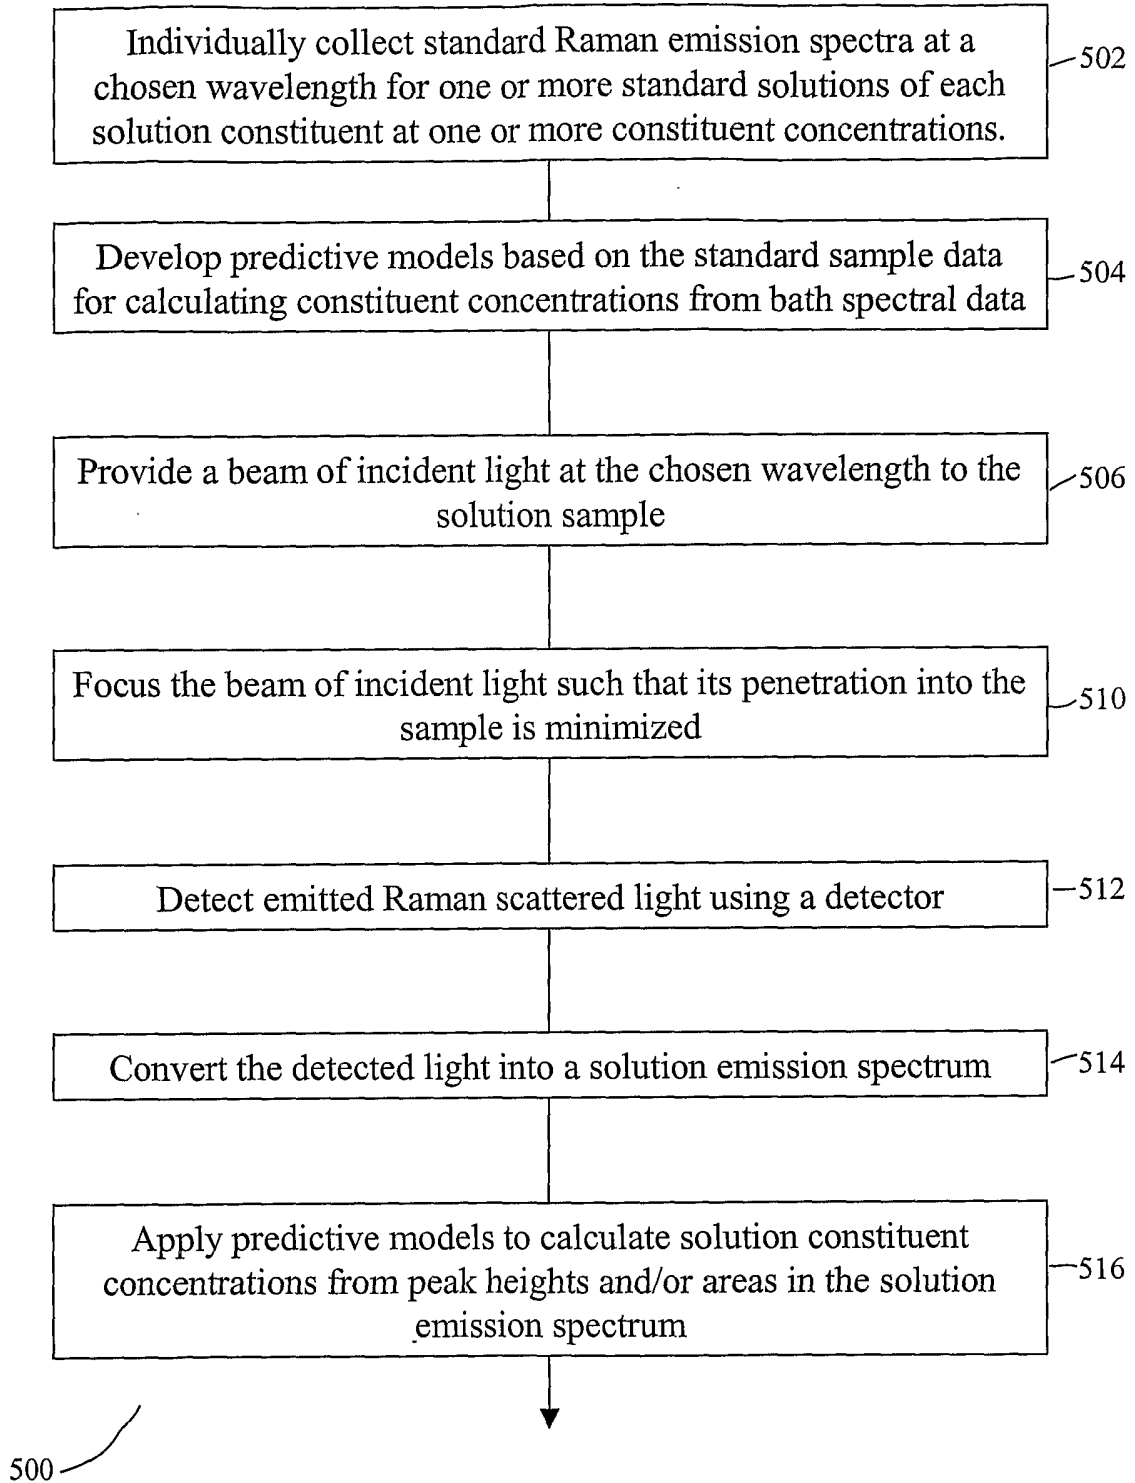 Individually collect standard Raman emission spectra at a
chosen wavelength for one or more standard solutions of each
solution constituent at one or more constituent concentrations.
502
Develop predictive models based on the standard sample data
for calculating constituent concentrations from bath spectral data
504
Provide a beam of incident light at the chosen wavelength to the
solution sample
506
Focus the beam of incident light such that its penetration into the
sample is minimized
510
Detect emitted Raman scattered light using a detector
512
Convert the detected light into a solution emission spectrum
514
Apply predictive models to calculate solution constituent
concentrations from peak heights and/or areas in the solution
emission spectrum
516
500